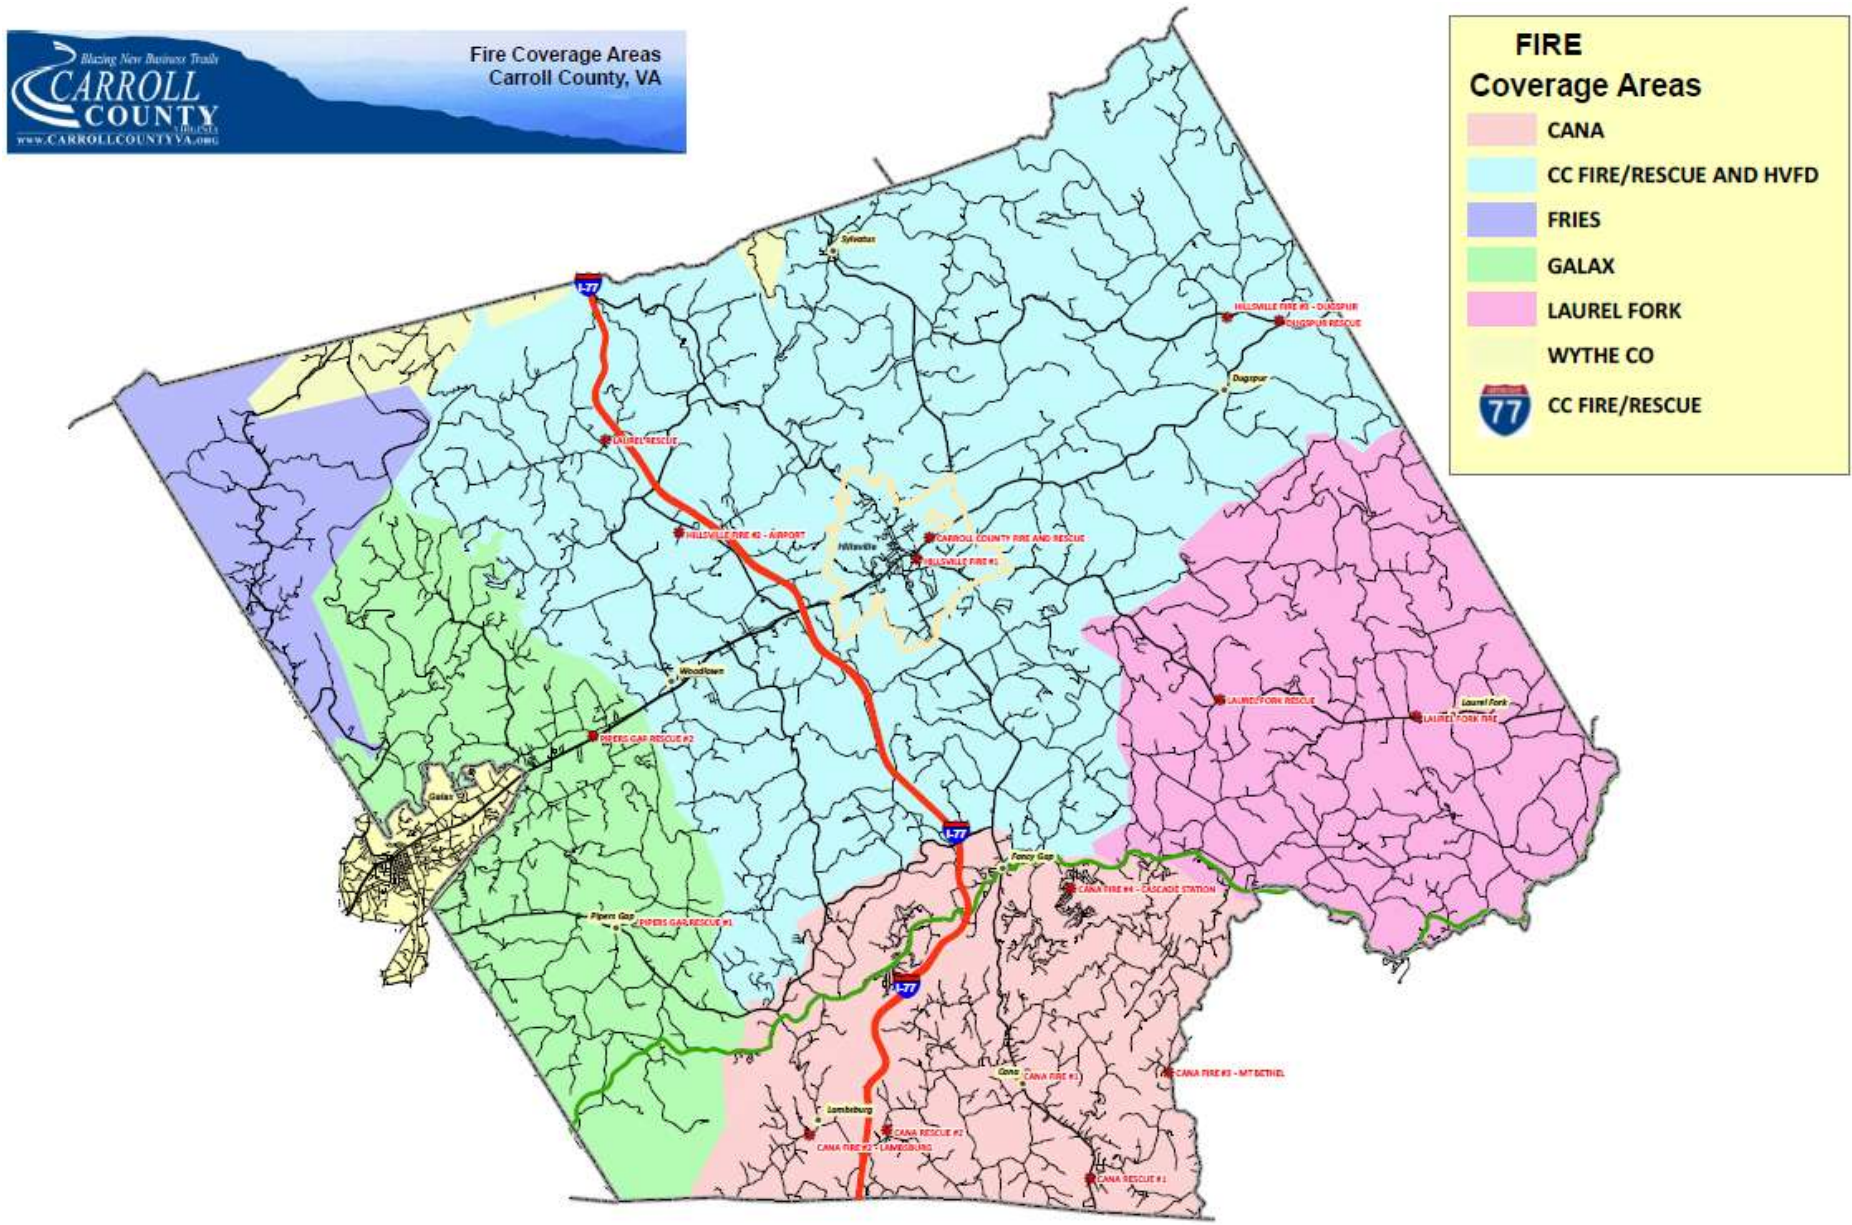 Blazing New Business Trails
CARROLL
COUNTY
VIRGINIA
www.CARROLLCOUNTYVA.ORG
Fire Coverage Areas
Carroll County, VA
FIRE
Coverage Areas
CANA
CC FIRE/RESCUE AND HVFD
FRIES
GALAX
LAUREL FORK
WYTHE CO
77
CC FIRE/RESCUE
Sylvatus
I-77
HILLSVILLE FIRE #3 - DUGSPUR
DUGSPUR RESCUE
Dugspur
LAUREL RESCUE
HILLSVILLE FIRE #2 - AIRPORT
CARROLL COUNTY FIRE AND RESCUE
Hillsville
HILLSVILLE FIRE #1
Woodlawn
LAUREL FORK RESCUE
Laurel Fork
LAUREL FORK FIRE
PIPERS GAP RESCUE #2
Galax
I-77
Fancy Gap
CANA FIRE #4 - CASCADE STATION
Pipers Gap
PIPERS GAP RESCUE #1
I-77
Cana
CANA FIRE #1
CANA FIRE #3 - MT BETHEL
Lambsburg
CANA RESCUE #2
CANA FIRE #2 - LAMBSBURG
CANA RESCUE #1